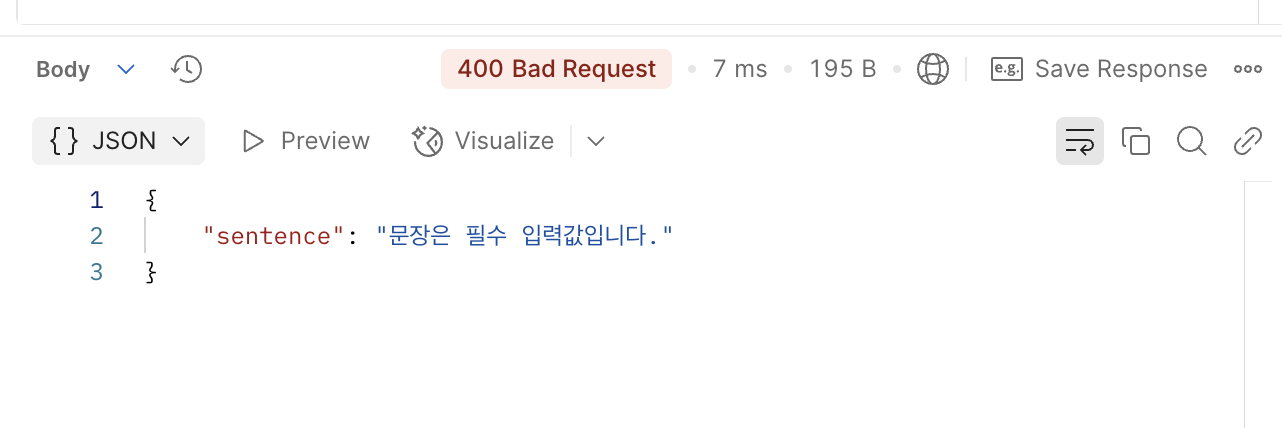 Body 400 Bad Request • 7 ms • 195 B • e.g. Save Response
{} JSON Preview Visualize
1 {
2 "sentence": "문장은 필수 입력값입니다."
3 }